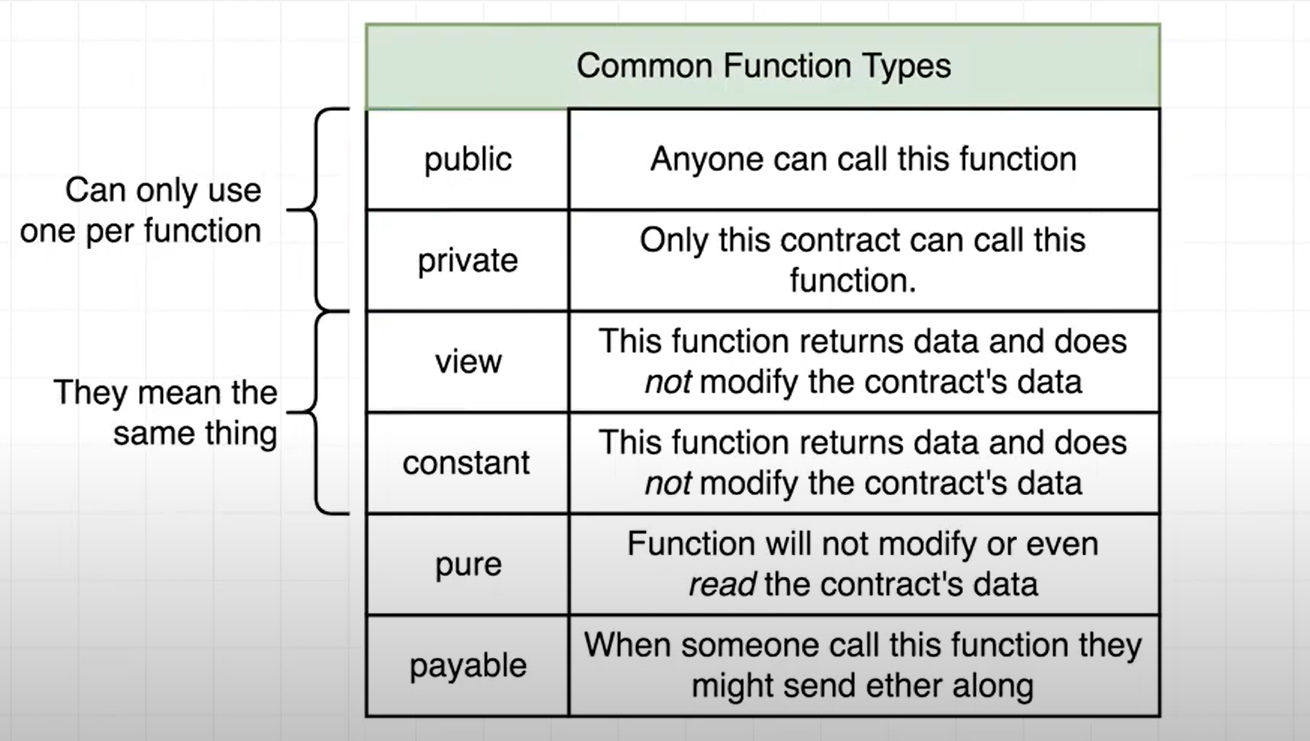 Common Function Types
Can only use
one per function
public
Anyone can call this function
private
Only this contract can call this
function.
They mean the
same thing
view
This function returns data and does
not modify the contract's data
constant
This function returns data and does
not modify the contract's data
pure
Function will not modify or even
read the contract's data
payable
When someone call this function they
might send ether along